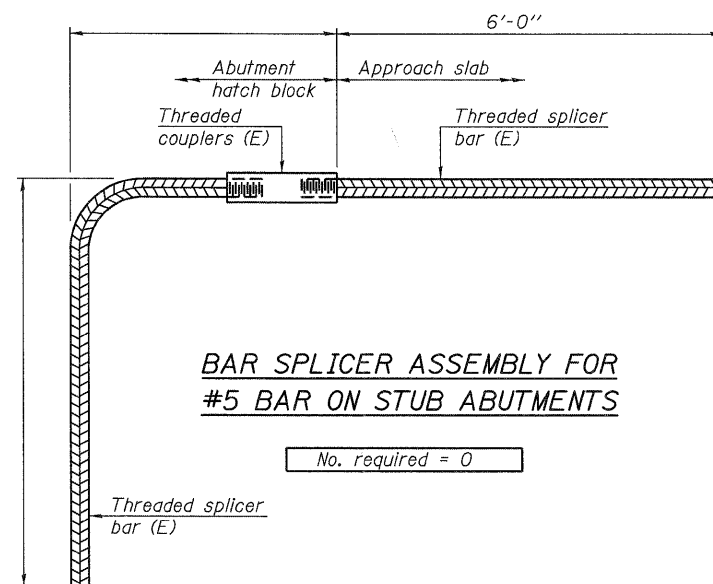 6'-0"
Abutment
hatch block
Approach slab
Threaded
couplers (E)
Threaded splicer
bar (E)
BAR SPLICER ASSEMBLY FOR
#5 BAR ON STUB ABUTMENTS
No. required = 0
Threaded splicer
bar (E)